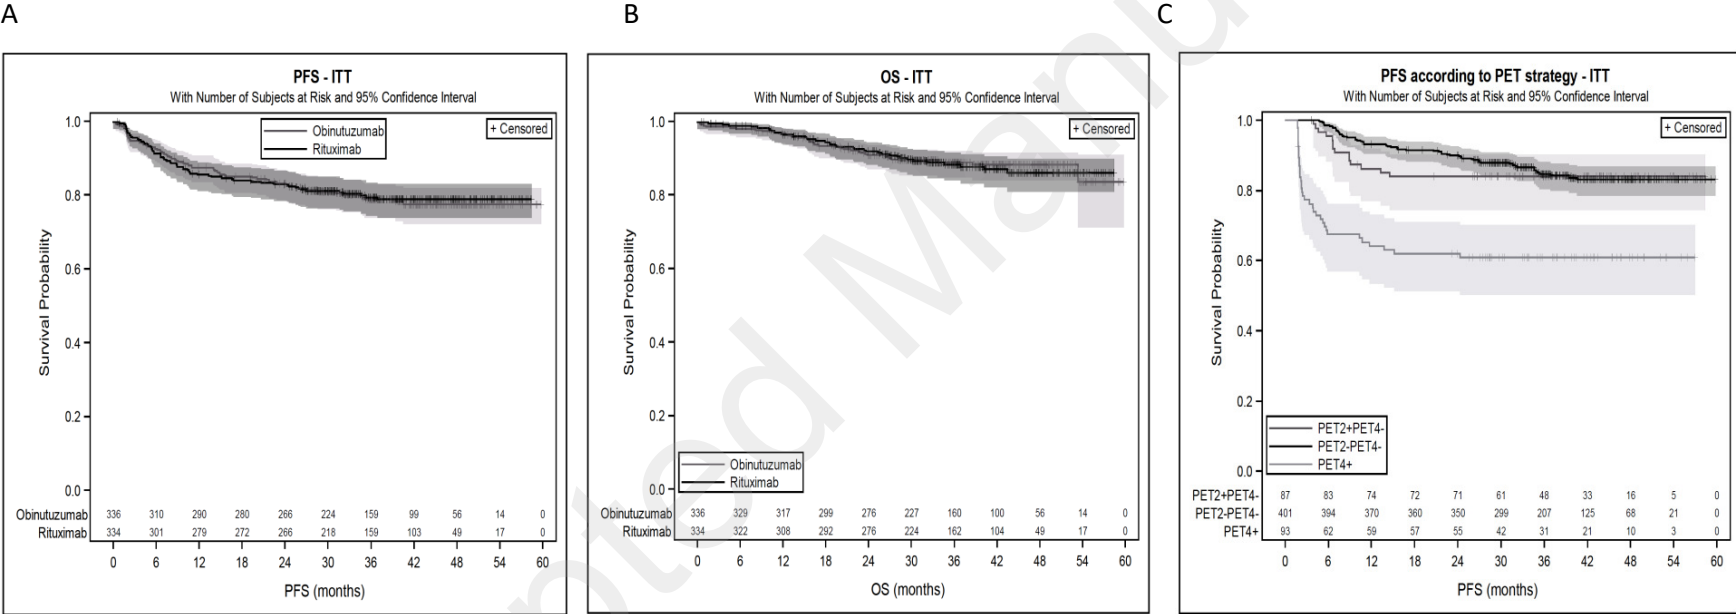 A
B
C
PFS - ITT
With Number of Subjects at Risk and 95% Confidence Interval
+ Censored
Obinutuzumab
Rituximab
Survival Probability
1.0
0.8
0.6
0.4
0.2
0.0
Obinutuzumab 336 310 290 280 266 224 159 99 56 14 0
Rituximab 334 301 279 272 266 218 159 103 49 17 0
0 6 12 18 24 30 36 42 48 54 60
PFS (months)
OS - ITT
With Number of Subjects at Risk and 95% Confidence Interval
+ Censored
Survival Probability
1.0
0.8
0.6
0.4
0.2
0.0
Obinutuzumab
Rituximab
Obinutuzumab 336 329 317 299 276 227 160 100 56 14 0
Rituximab 334 322 308 292 276 224 162 104 49 17 0
0 6 12 18 24 30 36 42 48 54 60
OS (months)
PFS according to PET strategy - ITT
With Number of Subjects at Risk and 95% Confidence Interval
+ Censored
Survival Probability
1.0
0.8
0.6
0.4
0.2
0.0
PET2+PET4-
PET2-PET4-
PET4+
PET2+PET4- 87 83 74 72 71 61 48 33 16 5 0
PET2-PET4- 401 394 370 360 350 299 207 125 68 21 0
PET4+ 93 62 59 57 55 42 31 21 10 3 0
0 6 12 18 24 30 36 42 48 54 60
PFS (months)
pted Manu